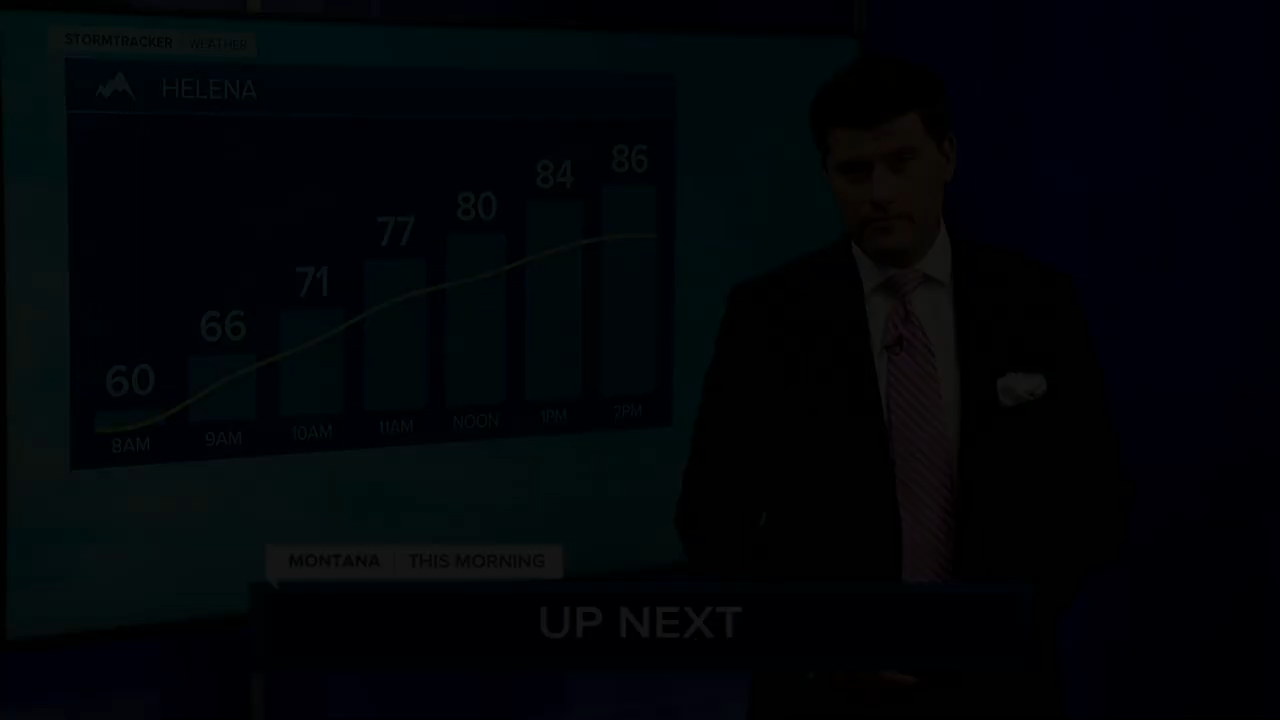 STORMTRACKER WEATHER
HELENA
60 66 71 77 80 84 86
8AM 9AM 10AM 11AM NOON 1PM 2PM
MONTANA THIS MORNING
UP NEXT